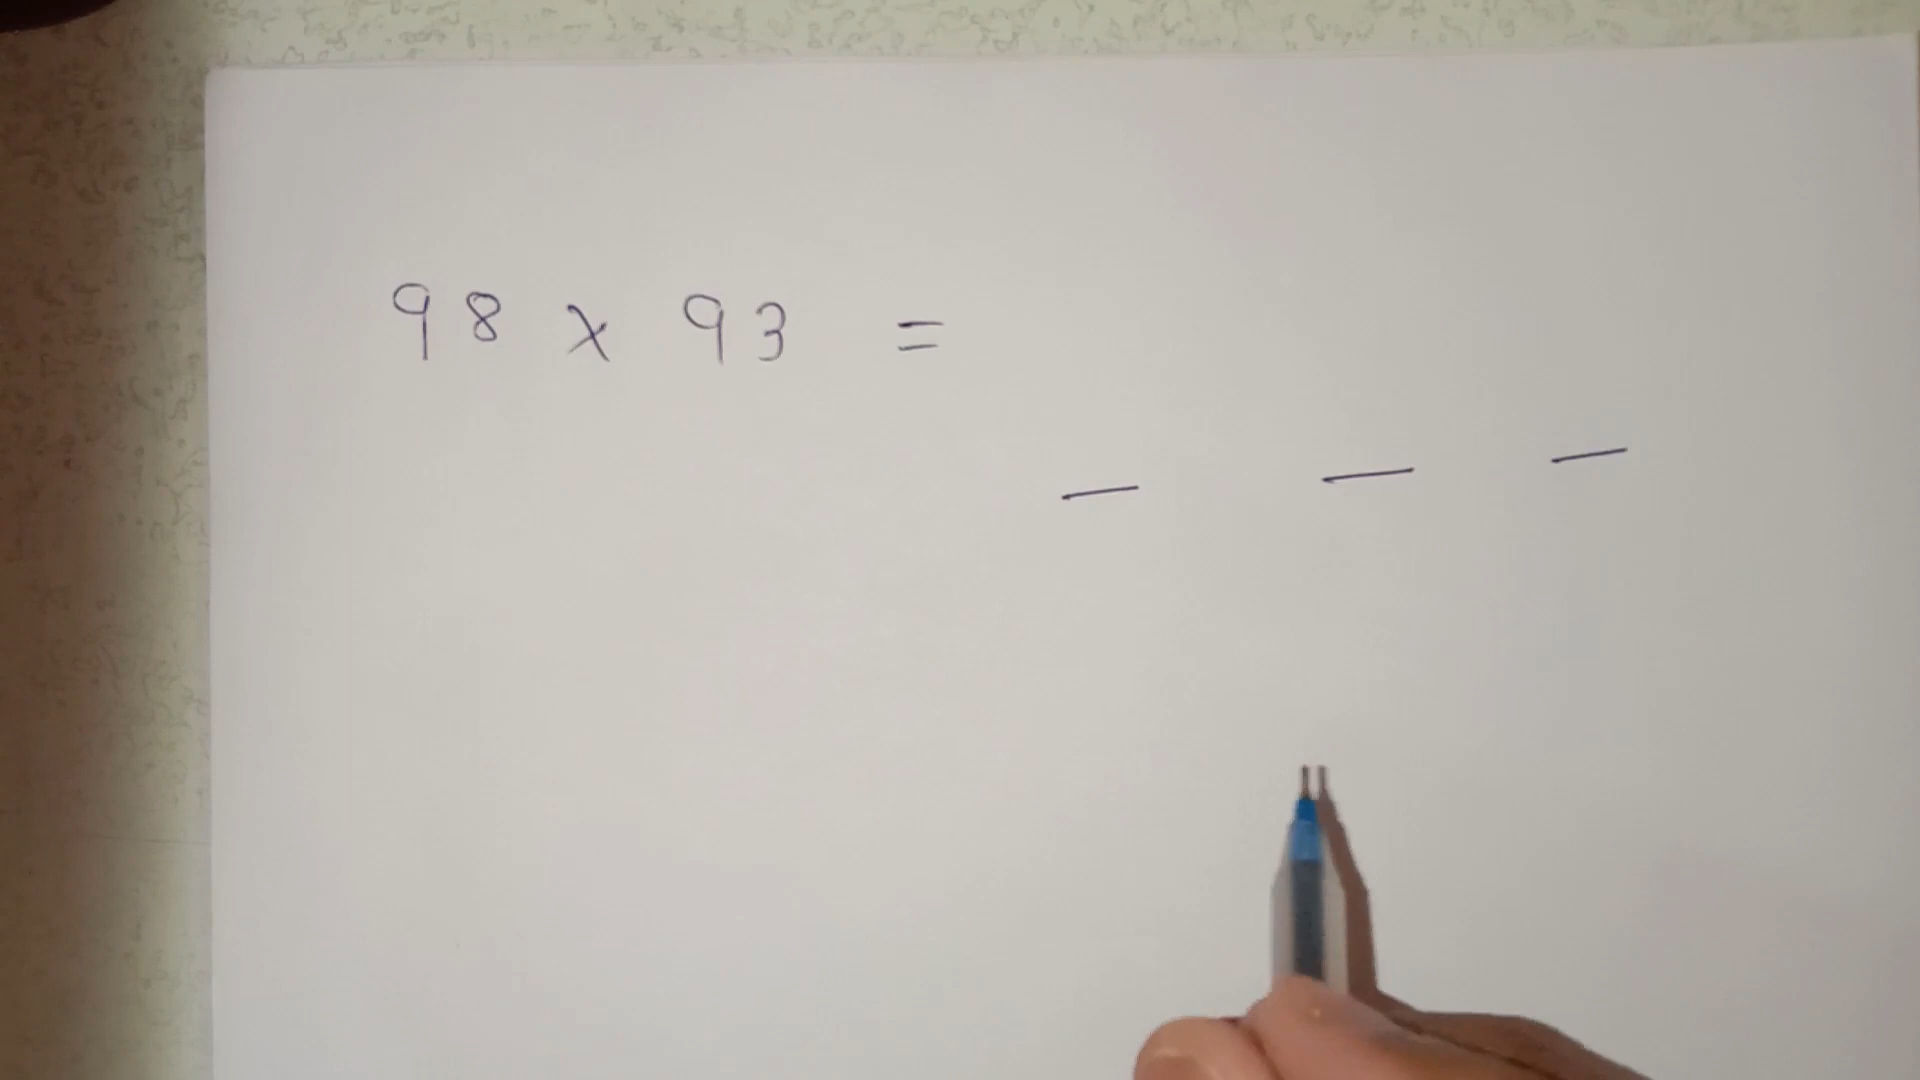 98 x 93 =
— — —